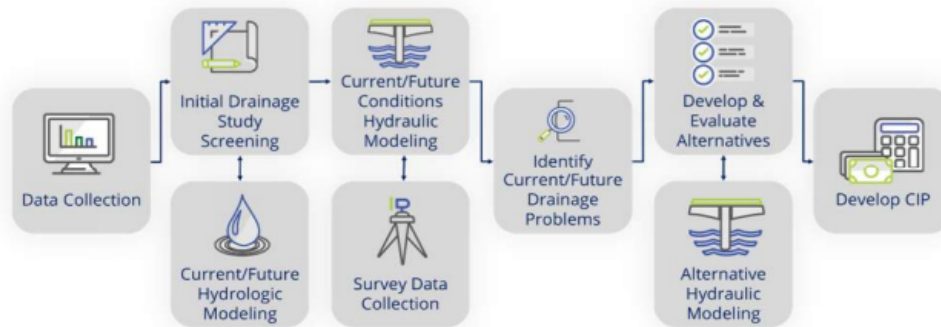 Data Collection
Initial Drainage
Study
Screening
Current/Future
Hydrologic
Modeling
Current/Future
Conditions
Hydraulic
Modeling
Survey Data
Collection
Identify
Current/Future
Drainage
Problems
Develop &
Evaluate
Alternatives
Alternative
Hydraulic
Modeling
Develop CIP